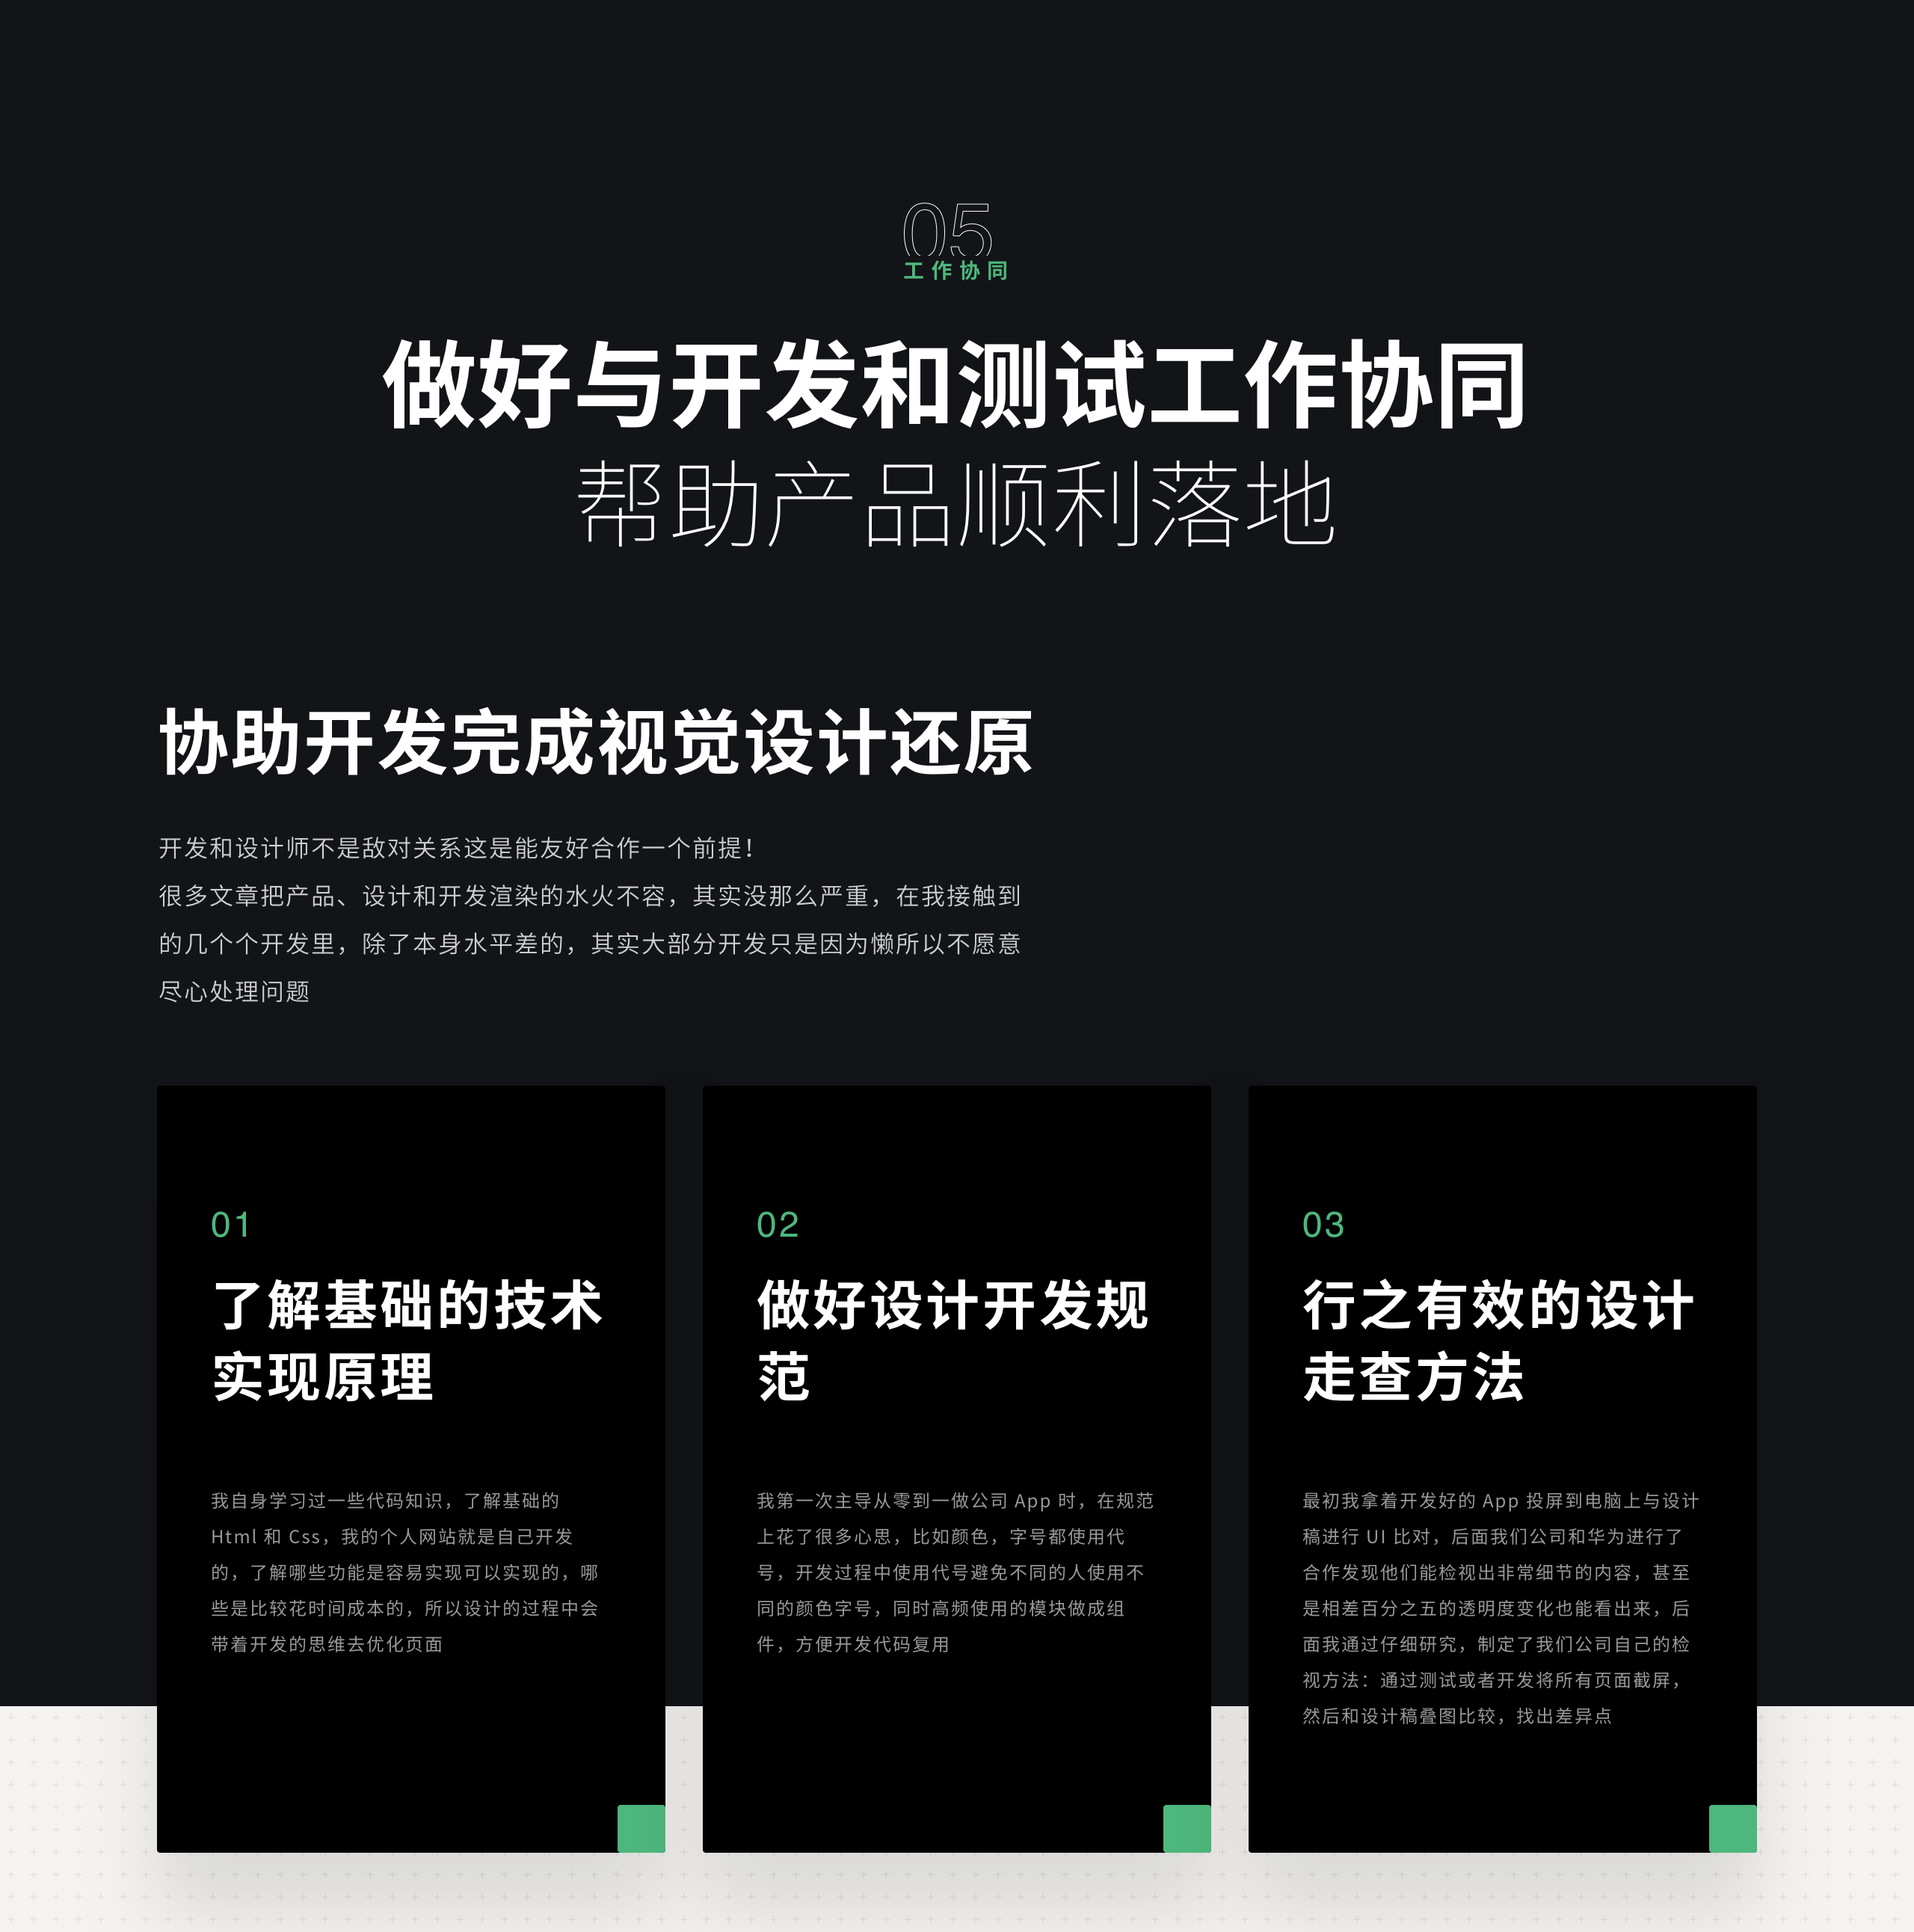 05
工作协同
做好与开发和测试工作协同
帮助产品顺利落地
协助开发完成视觉设计还原
开发和设计师不是敌对关系这是能友好合作一个前提！
很多文章把产品、设计和开发渲染的水火不容，其实没那么严重，在我接触到
的几个个开发里，除了本身水平差的，其实大部分开发只是因为懒所以不愿意
尽心处理问题
01
了解基础的技术
实现原理
我自身学习过一些代码知识，了解基础的
Html 和 Css，我的个人网站就是自己开发
的，了解哪些功能是容易实现可以实现的，哪
些是比较花时间成本的，所以设计的过程中会
带着开发的思维去优化页面
02
做好设计开发规
范
我第一次主导从零到一做公司 App 时，在规范
上花了很多心思，比如颜色，字号都使用代
号，开发过程中使用代号避免不同的人使用不
同的颜色字号，同时高频使用的模块做成组
件，方便开发代码复用
03
行之有效的设计
走查方法
最初我拿着开发好的 App 投屏到电脑上与设计
稿进行 UI 比对，后面我们公司和华为进行了
合作发现他们能检视出非常细节的内容，甚至
是相差百分之五的透明度变化也能看出来，后
面我通过仔细研究，制定了我们公司自己的检
视方法：通过测试或者开发将所有页面截屏，
然后和设计稿叠图比较，找出差异点